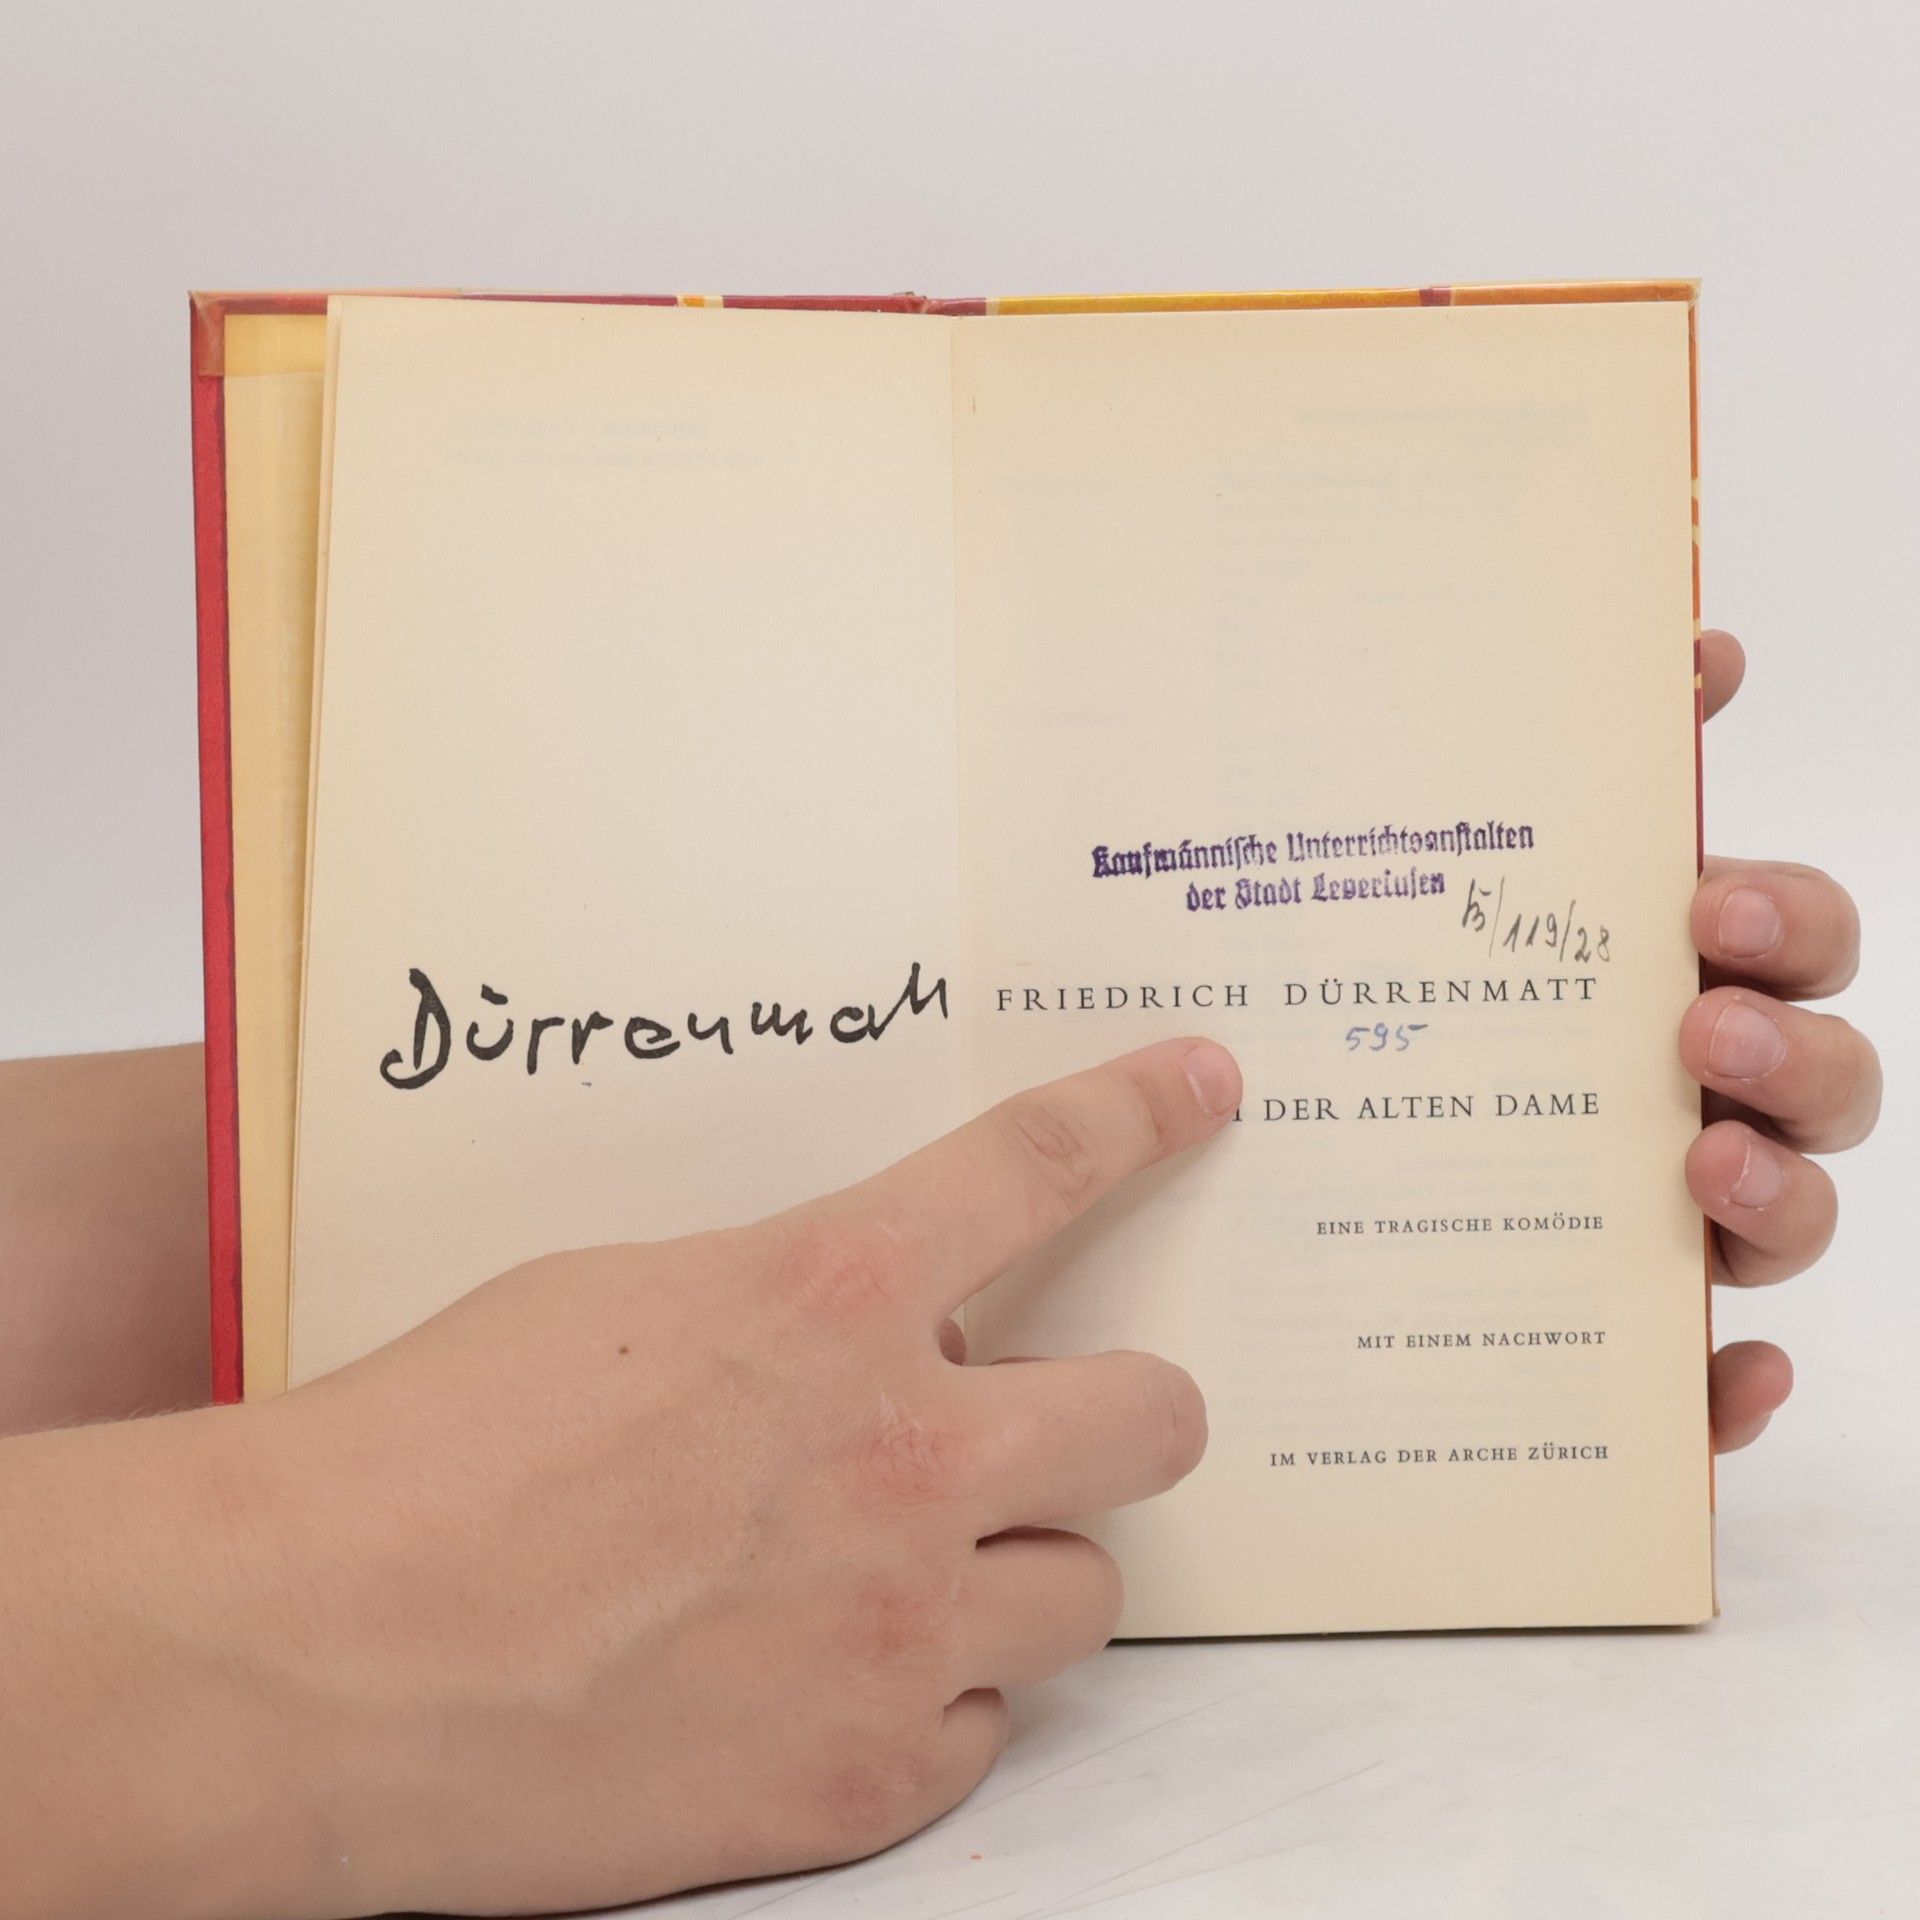 Dürrenmatt
Kaufmännische Unterrichtsanstalten
der Stadt Leverkusen
/119/28
FRIEDRICH DÜRRENMATT
595
DER ALTEN DAME
EINE TRAGISCHE KOMÖDIE
MIT EINEM NACHWORT
IM VERLAG DER ARCHE ZÜRICH